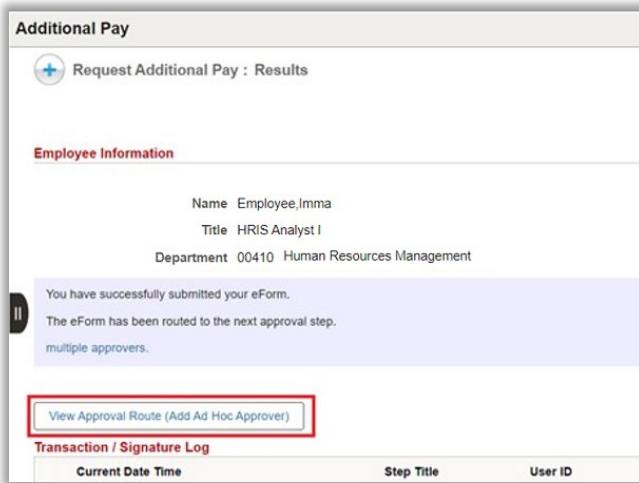 Additional Pay
Request Additional Pay : Results
Employee Information
Name Employee,Imma
Title HRIS Analyst I
Department 00410 Human Resources Management
You have successfully submitted your eForm.
The eForm has been routed to the next approval step.
multiple approvers.
View Approval Route (Add Ad Hoc Approver)
Transaction / Signature Log
Current Date Time Step Title User ID